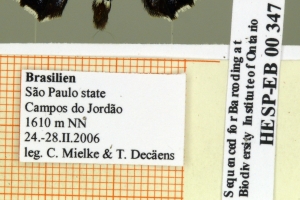 Brasilien
São Paulo state
Campos do Jordão
1610 m NN
24.-28.II.2006
leg. C. Mielke & T. Decäens
Sequenced for Barcoding at
Biodiversity Institute of Ontario
HESP-EB 00 347